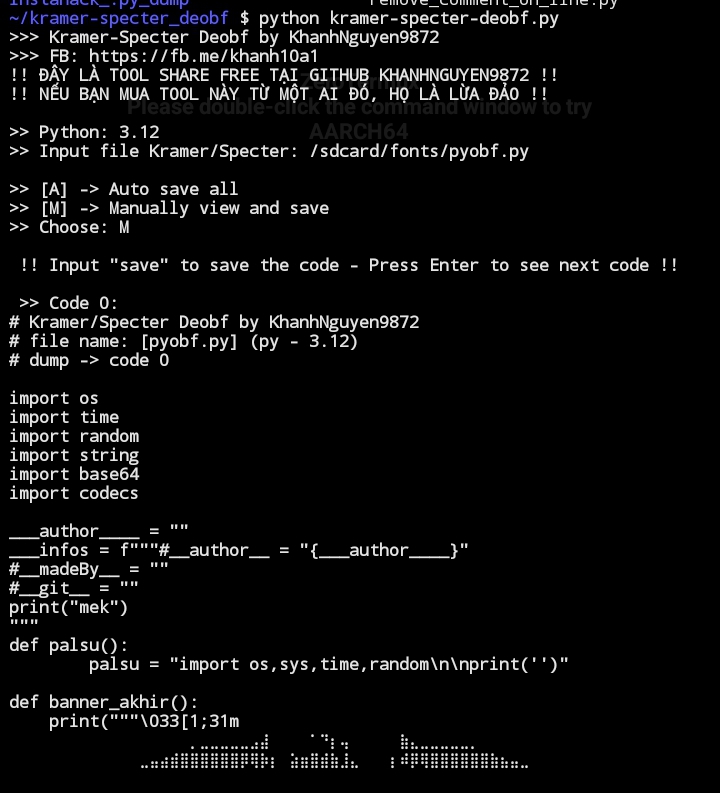 instahack_.py_dump remove_comment_on_line.py
~/kramer-specter_deobf $ python kramer-specter-deobf.py
>>> Kramer-Specter Deobf by KhanhNguyen9872
>>> FB: https://fb.me/khanh10a1
!! ĐÂY LÀ TOOL SHARE FREE TẠI GITHUB KHANHNGUYEN9872 !!
!! NẾU BẠN MUA TOOL NÀY TỪ MỘT AI ĐÓ, HỌ LÀ LỪA ĐẢO !!
Please double-click the command window to try
AARCH64
>> Python: 3.12
>> Input file Kramer/Specter: /sdcard/fonts/pyobf.py
>> [A] -> Auto save all
>> [M] -> Manually view and save
>> Choose: M
!! Input "save" to save the code - Press Enter to see next code !!
>> Code 0:
# Kramer/Specter Deobf by KhanhNguyen9872
# file name: [pyobf.py] (py - 3.12)
# dump -> code 0
import os
import time
import random
import string
import base64
import codecs
___author____ = ""
___infos = f"""#__author__ = "{___author____}"
#__madeBy__ = ""
#__git__ = ""
print("mek")
"""
def palsu():
palsu = "import os,sys,time,random\n\nprint('')"
def banner_akhir():
print("""\033[1;31m